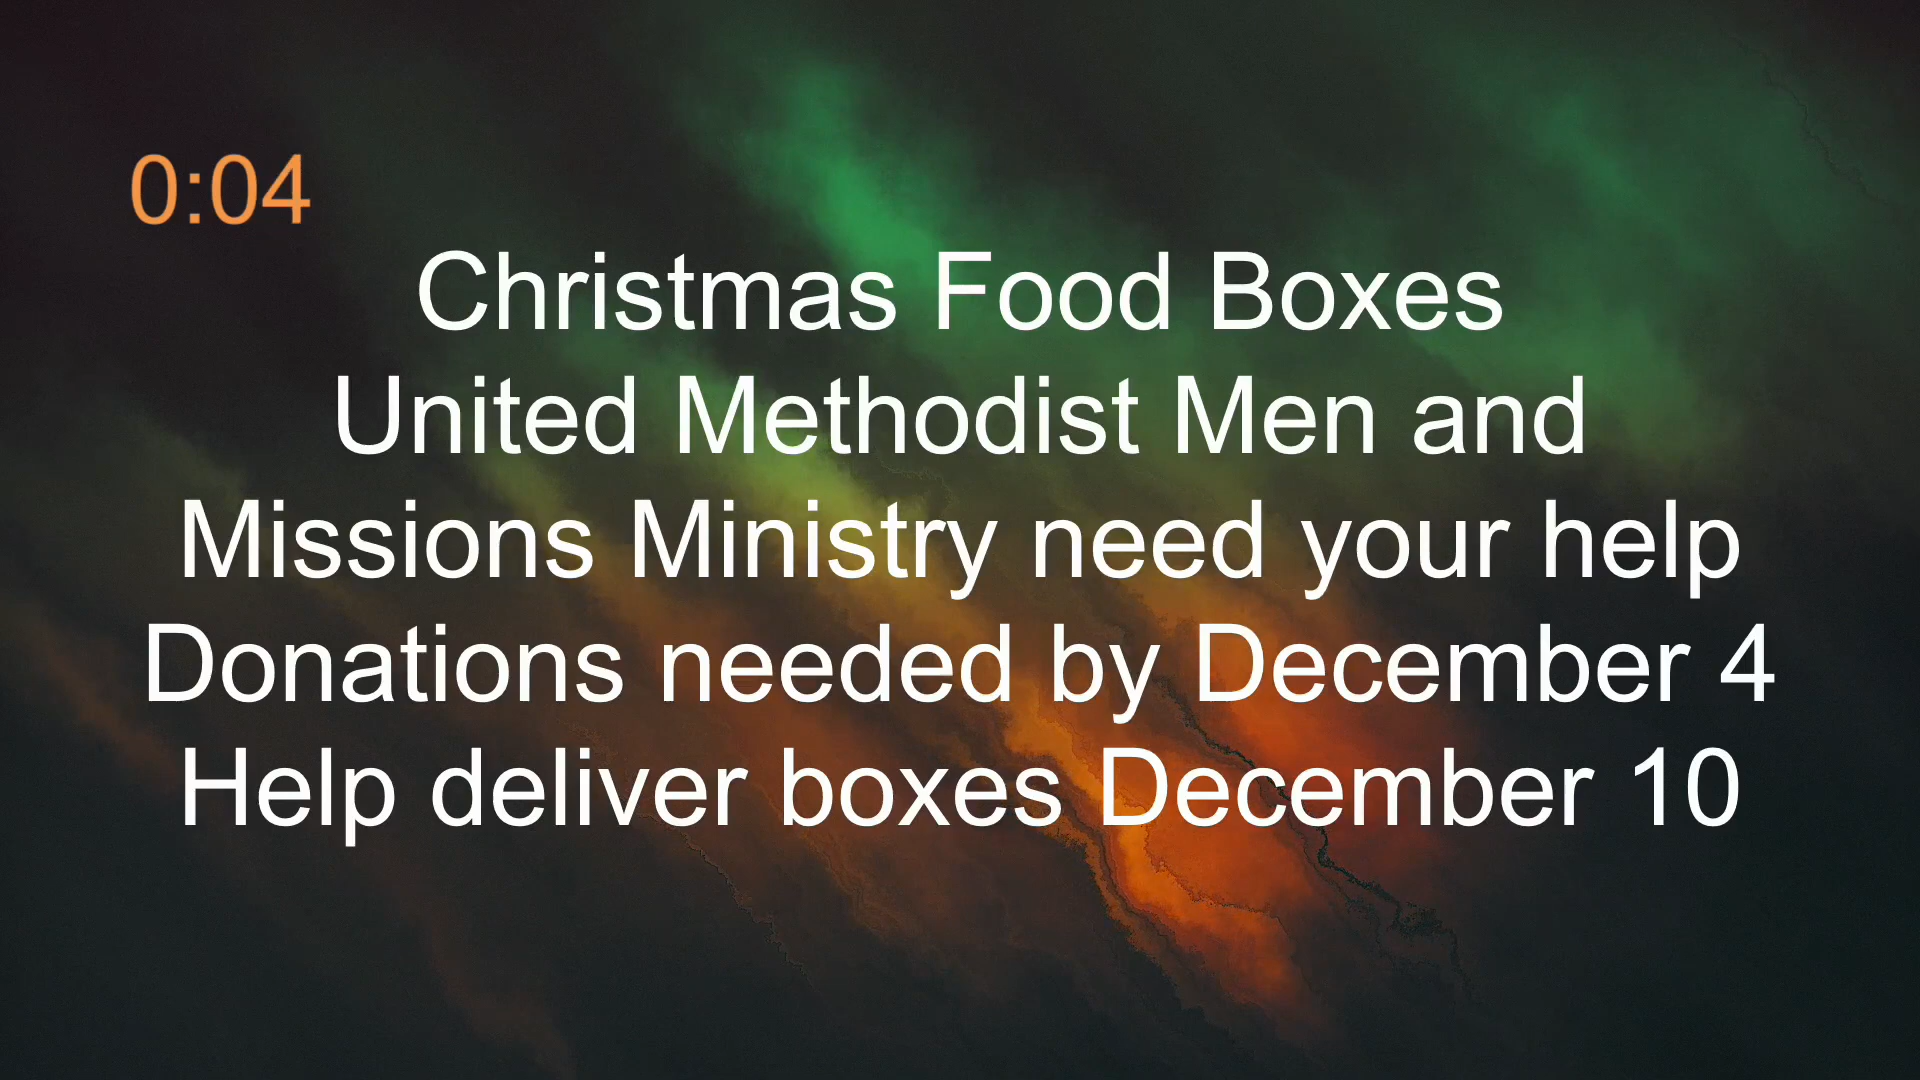 0:04
Christmas Food Boxes
United Methodist Men and
Missions Ministry need your help
Donations needed by December 4
Help deliver boxes December 10